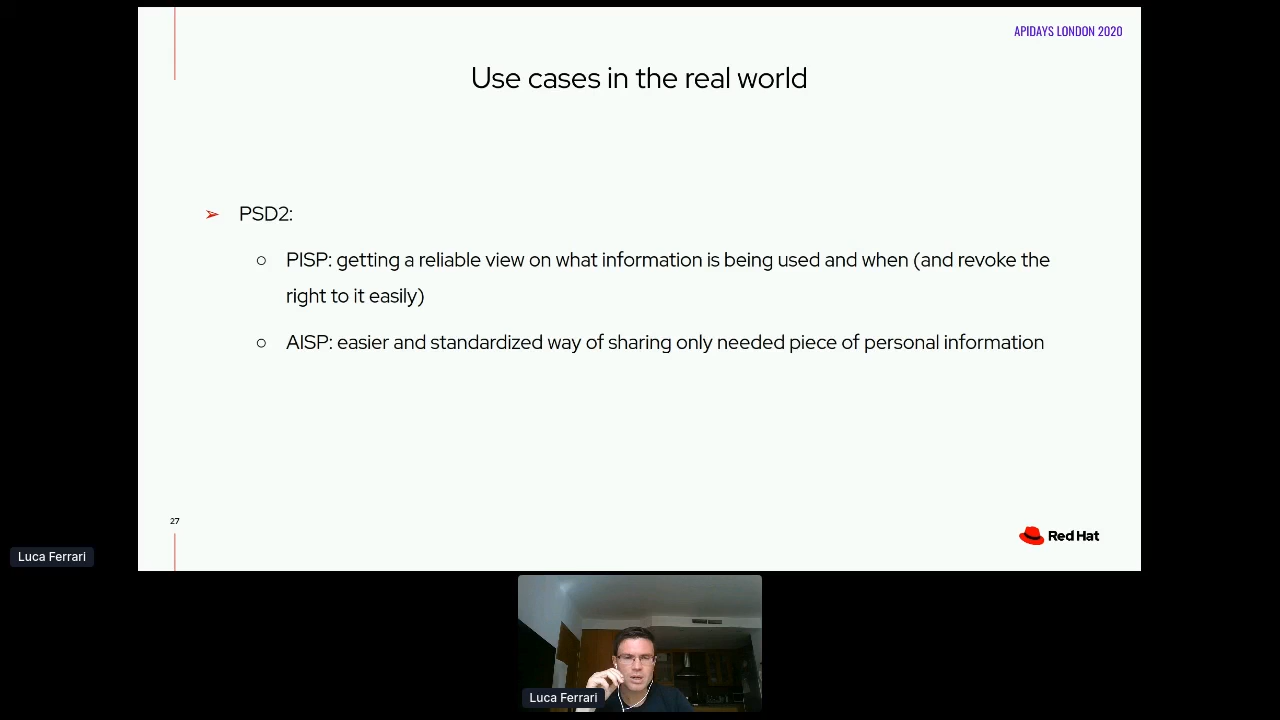 APIDAYS LONDON 2020
Use cases in the real world
➢ PSD2:
○ PISP: getting a reliable view on what information is being used and when (and revoke the
right to it easily)
○ AISP: easier and standardized way of sharing only needed piece of personal information
27
Red Hat
Luca Ferrari
Luca Ferrari